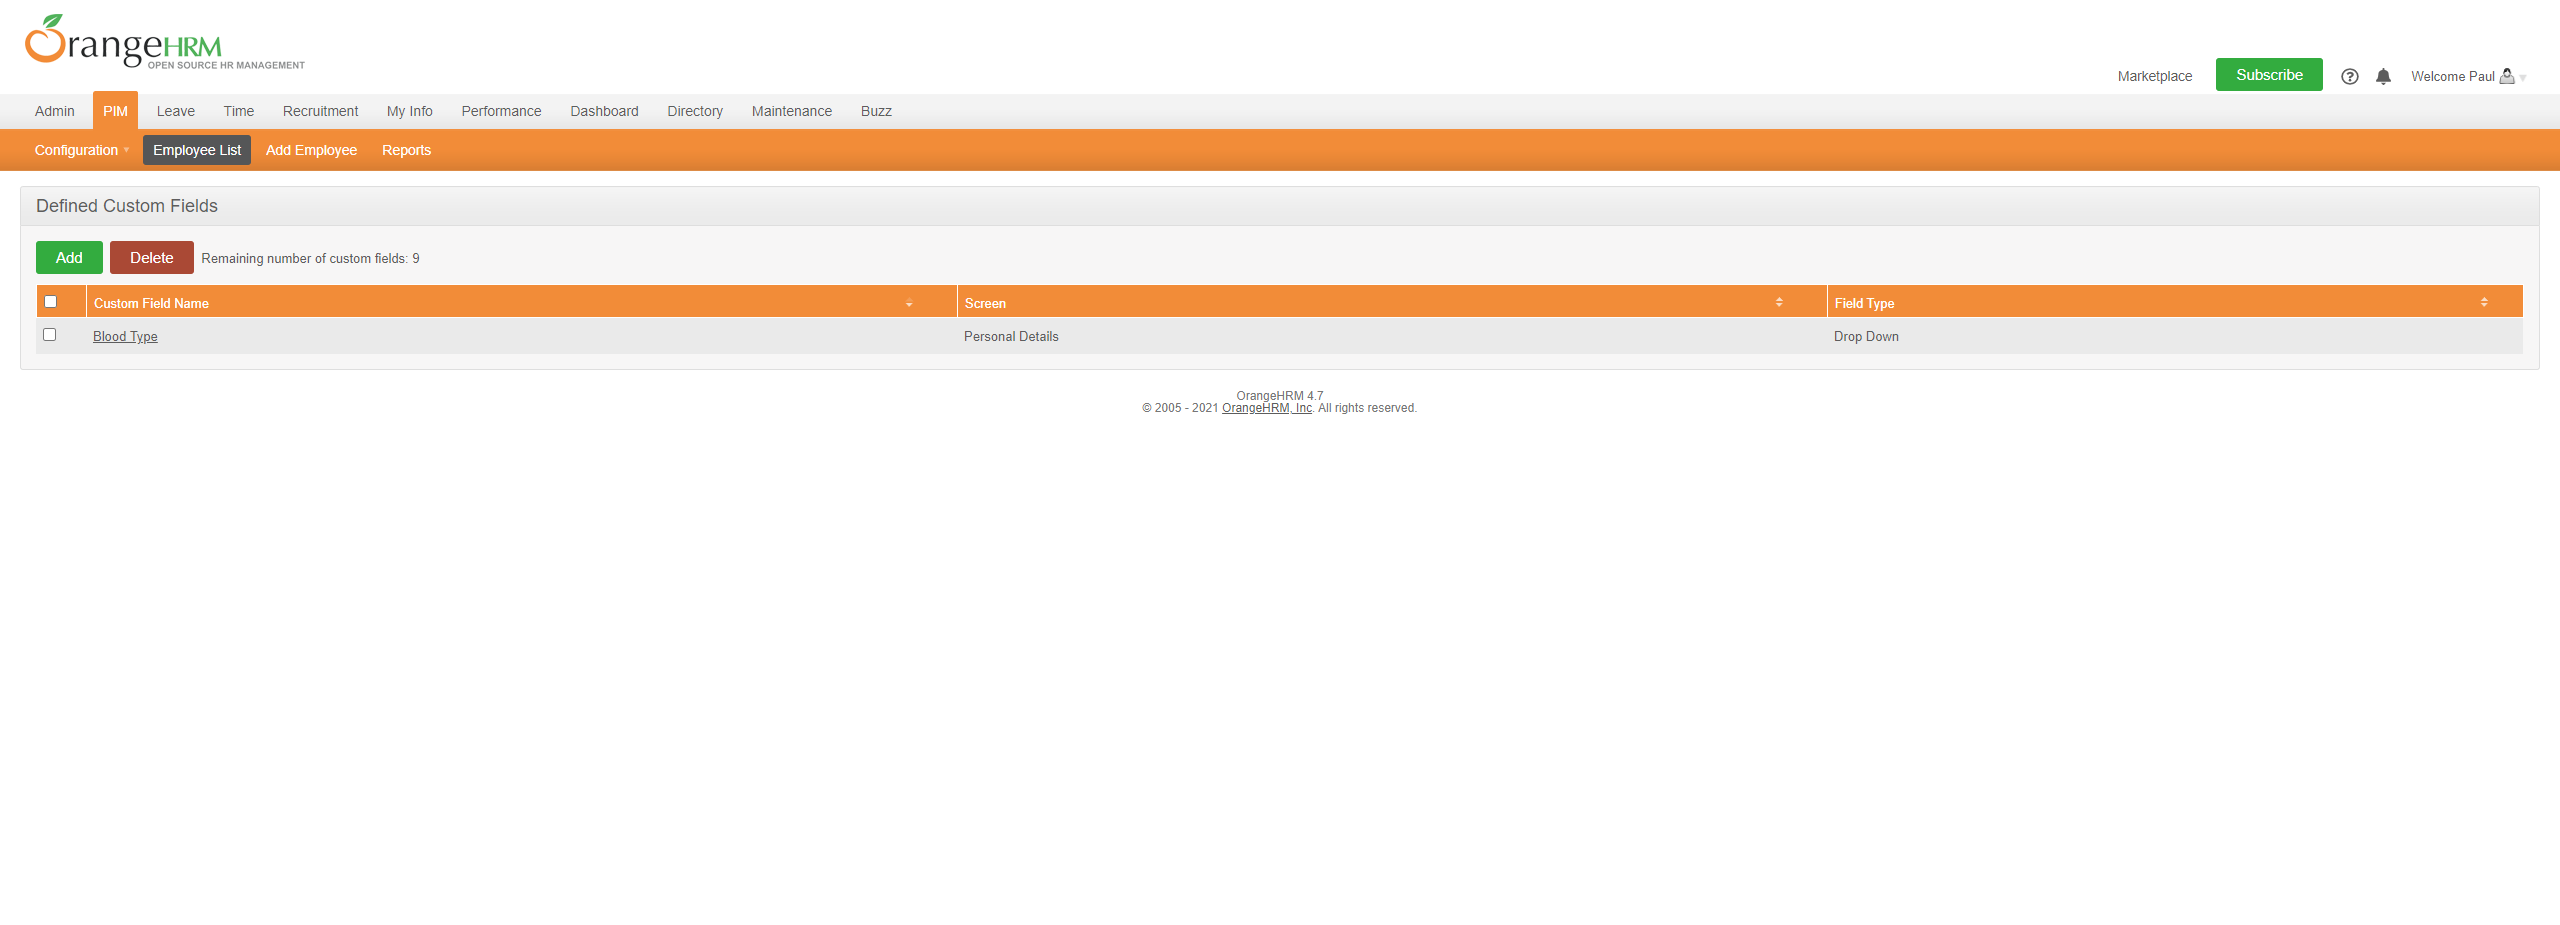 OrangeHRM
OPEN SOURCE HR MANAGEMENT
Marketplace Subscribe Welcome Paul
Admin PIM Leave Time Recruitment My Info Performance Dashboard Directory Maintenance Buzz
Configuration Employee List Add Employee Reports
Defined Custom Fields
Add Delete Remaining number of custom fields: 9
Custom Field Name Screen Field Type
Blood Type Personal Details Drop Down
OrangeHRM 4.7
© 2005 - 2021 OrangeHRM, Inc. All rights reserved.